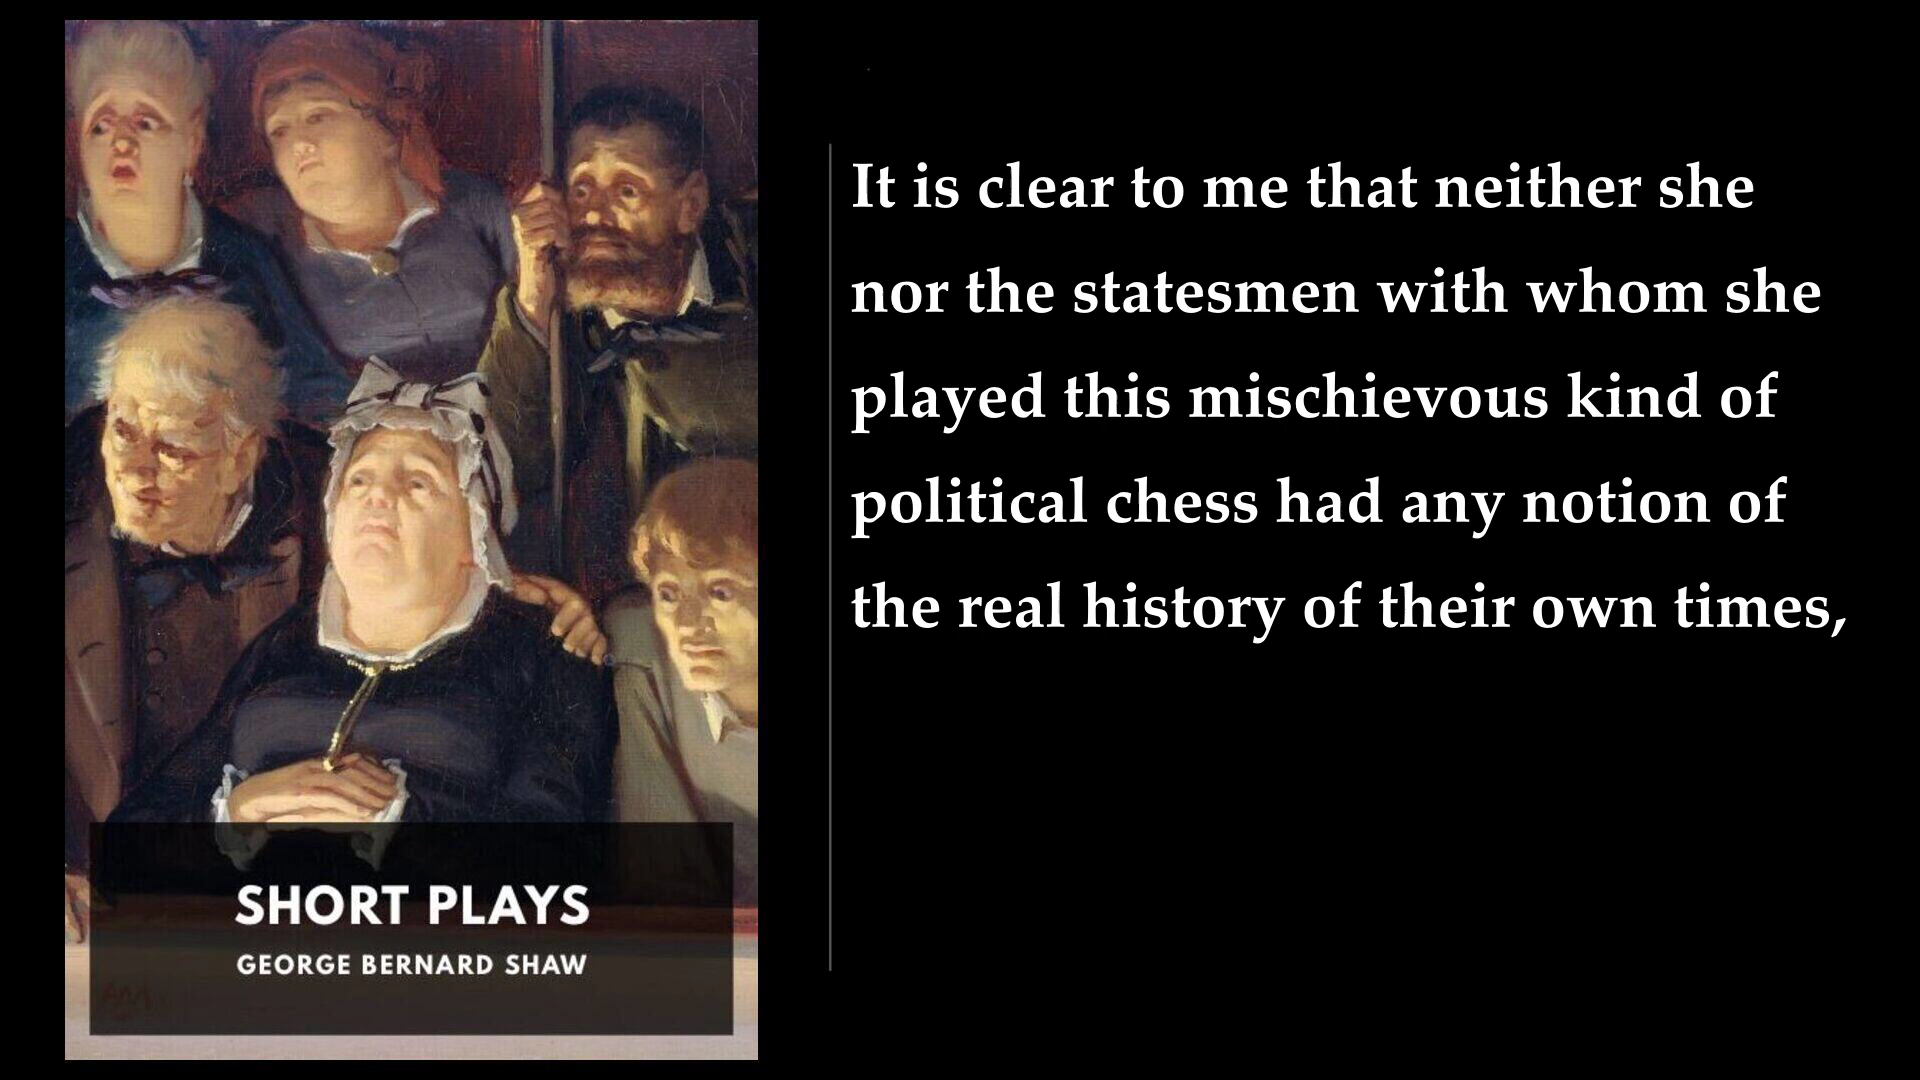 It is clear to me that neither she
nor the statesmen with whom she
played this mischievous kind of
political chess had any notion of
the real history of their own times,
SHORT PLAYS
GEORGE BERNARD SHAW